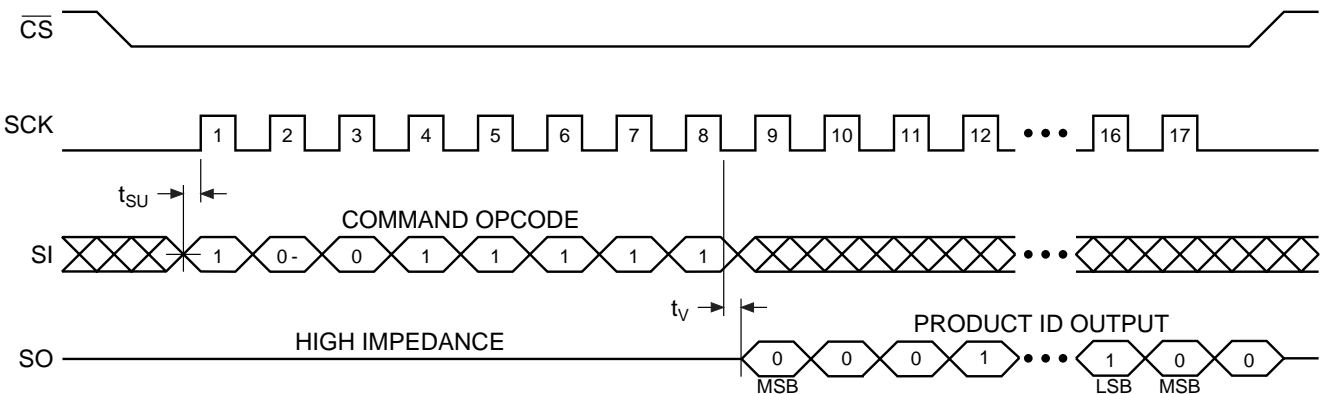 CS
SCK
1 2 3 4 5 6 7 8 9 10 11 12 ••• 16 17
tSU
COMMAND OPCODE
SI
1 0- 0 1 1 1 1 1 •••
tV
HIGH IMPEDANCE
PRODUCT ID OUTPUT
SO
0 0 0 1 ••• 1 0 0
MSB LSB MSB